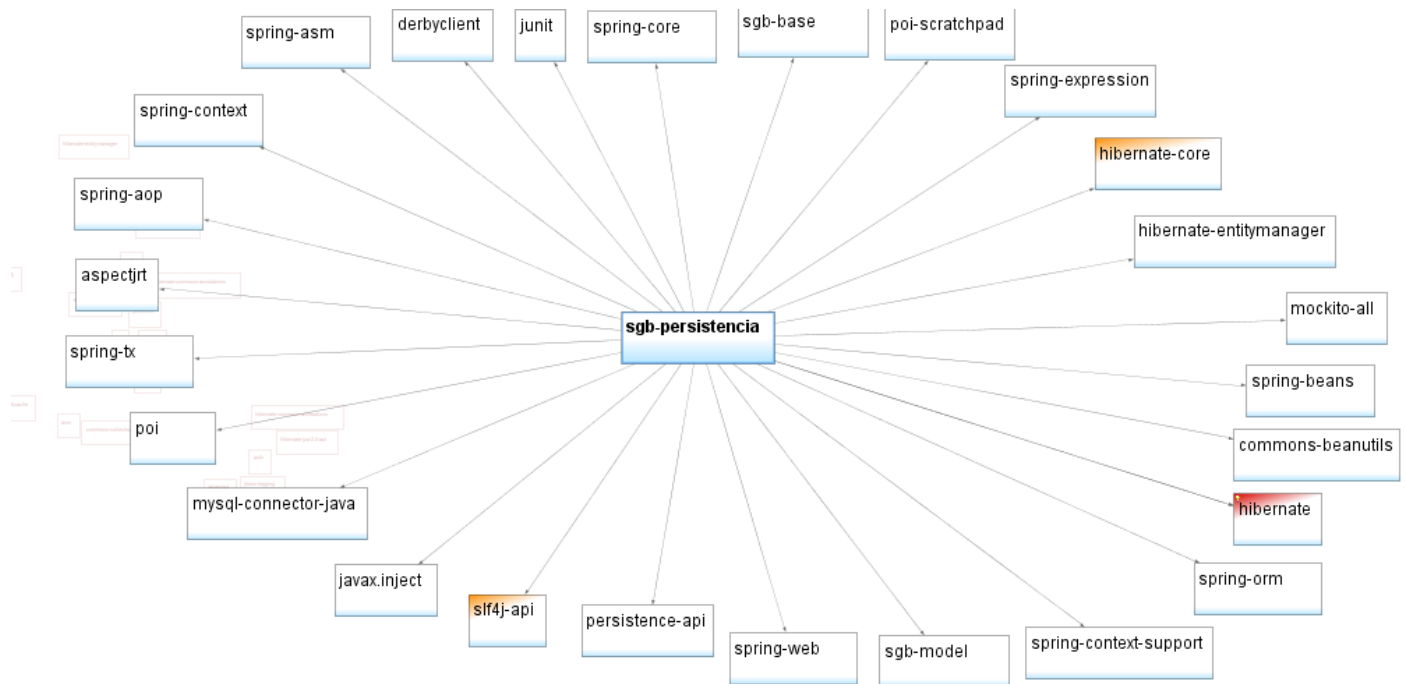 derbyclient
junit
spring-core
sgb-base
poi-scratchpad
spring-asm
spring-expression
spring-context
hibernate-core
spring-aop
hibernate-entitymanager
aspectjrt
mockito-all
sgb-persistencia
spring-tx
spring-beans
poi
commons-beanutils
mysql-connector-java
hibernate
javax.inject
spring-orm
slf4j-api
persistence-api
spring-web
sgb-model
spring-context-support